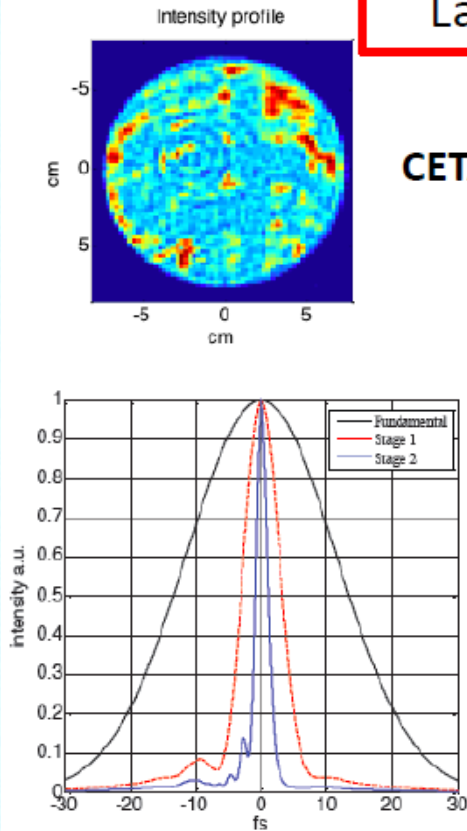 Intensity profile
La
CET
-5
0
5
cm
-5 0 5
cm
1
0.9
0.8
0.7
0.6
0.5
0.4
0.3
0.2
0.1
0
intensity a.u.
Fundamental
Stage 1
Stage 2
-30 -20 -10 0 10 20 30
fs